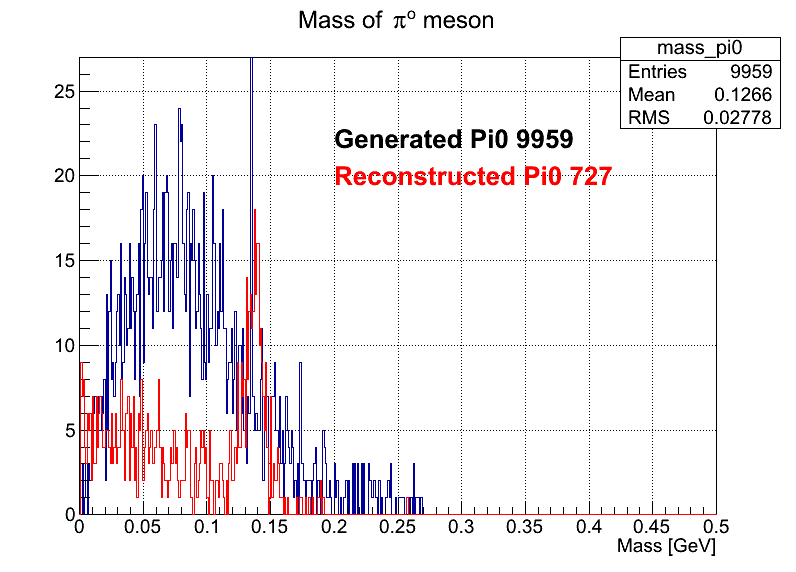 Mass of π⁰ meson
mass_pi0
Entries 9959
Mean 0.1266
RMS 0.02778
Generated Pi0 9959
Reconstructed Pi0 727
25
20
15
10
5
0
0 0.05 0.1 0.15 0.2 0.25 0.3 0.35 0.4 0.45 0.5
Mass [GeV]